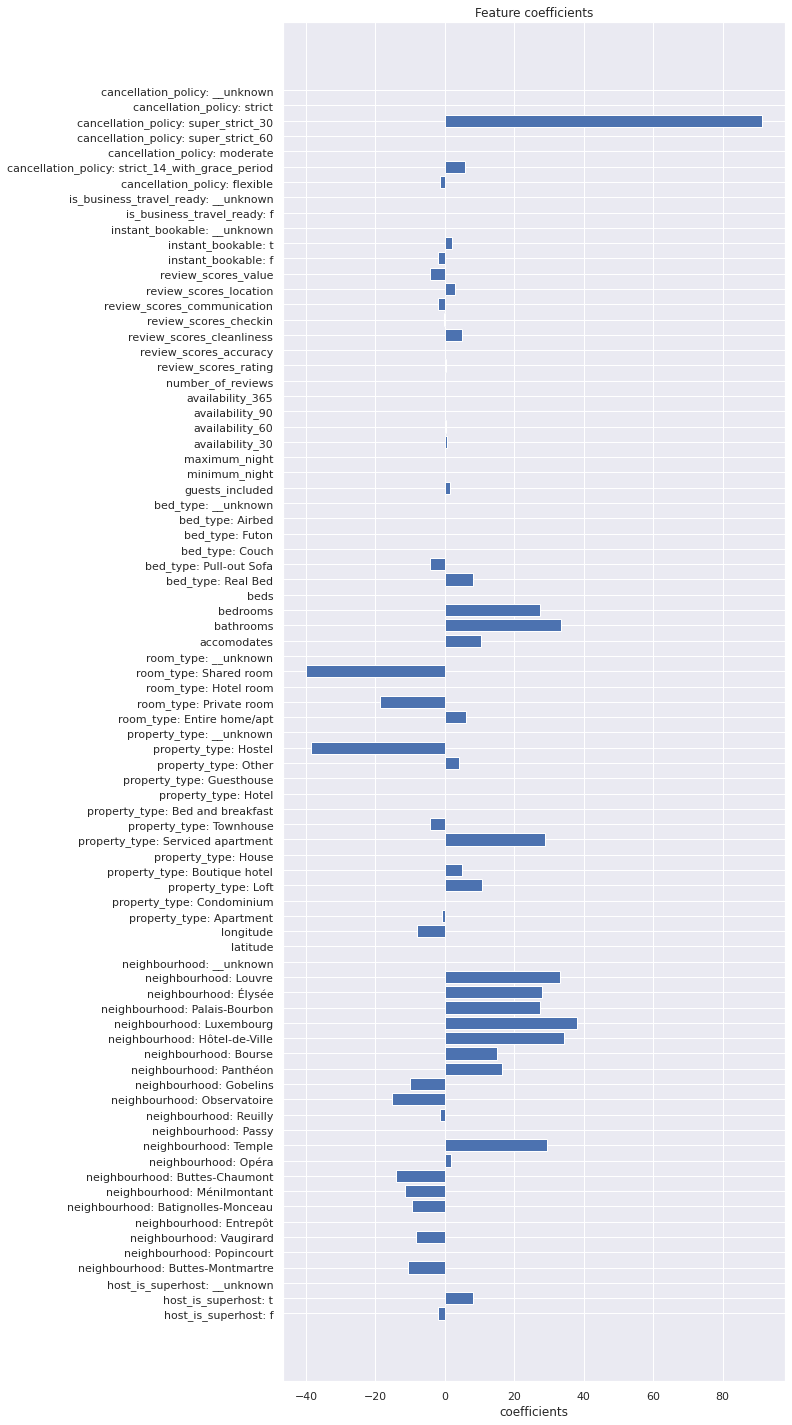 Feature coefficients
cancellation_policy: __unknown
cancellation_policy: strict
cancellation_policy: super_strict_30
cancellation_policy: super_strict_60
cancellation_policy: moderate
cancellation_policy: strict_14_with_grace_period
cancellation_policy: flexible
is_business_travel_ready: __unknown
is_business_travel_ready: f
instant_bookable: __unknown
instant_bookable: t
instant_bookable: f
review_scores_value
review_scores_location
review_scores_communication
review_scores_checkin
review_scores_cleanliness
review_scores_accuracy
review_scores_rating
number_of_reviews
availability_365
availability_90
availability_60
availability_30
maximum_night
minimum_night
guests_included
bed_type: __unknown
bed_type: Airbed
bed_type: Futon
bed_type: Couch
bed_type: Pull-out Sofa
bed_type: Real Bed
beds
bedrooms
bathrooms
accomodates
room_type: __unknown
room_type: Shared room
room_type: Hotel room
room_type: Private room
room_type: Entire home/apt
property_type: __unknown
property_type: Hostel
property_type: Other
property_type: Guesthouse
property_type: Hotel
property_type: Bed and breakfast
property_type: Townhouse
property_type: Serviced apartment
property_type: House
property_type: Boutique hotel
property_type: Loft
property_type: Condominium
property_type: Apartment
longitude
latitude
neighbourhood: __unknown
neighbourhood: Louvre
neighbourhood: Élysée
neighbourhood: Palais-Bourbon
neighbourhood: Luxembourg
neighbourhood: Hôtel-de-Ville
neighbourhood: Bourse
neighbourhood: Panthéon
neighbourhood: Gobelins
neighbourhood: Observatoire
neighbourhood: Reuilly
neighbourhood: Passy
neighbourhood: Temple
neighbourhood: Opéra
neighbourhood: Buttes-Chaumont
neighbourhood: Ménilmontant
neighbourhood: Batignolles-Monceau
neighbourhood: Entrepôt
neighbourhood: Vaugirard
neighbourhood: Popincourt
neighbourhood: Buttes-Montmartre
host_is_superhost: __unknown
host_is_superhost: t
host_is_superhost: f
−40 −20 0 20 40 60 80
coefficients